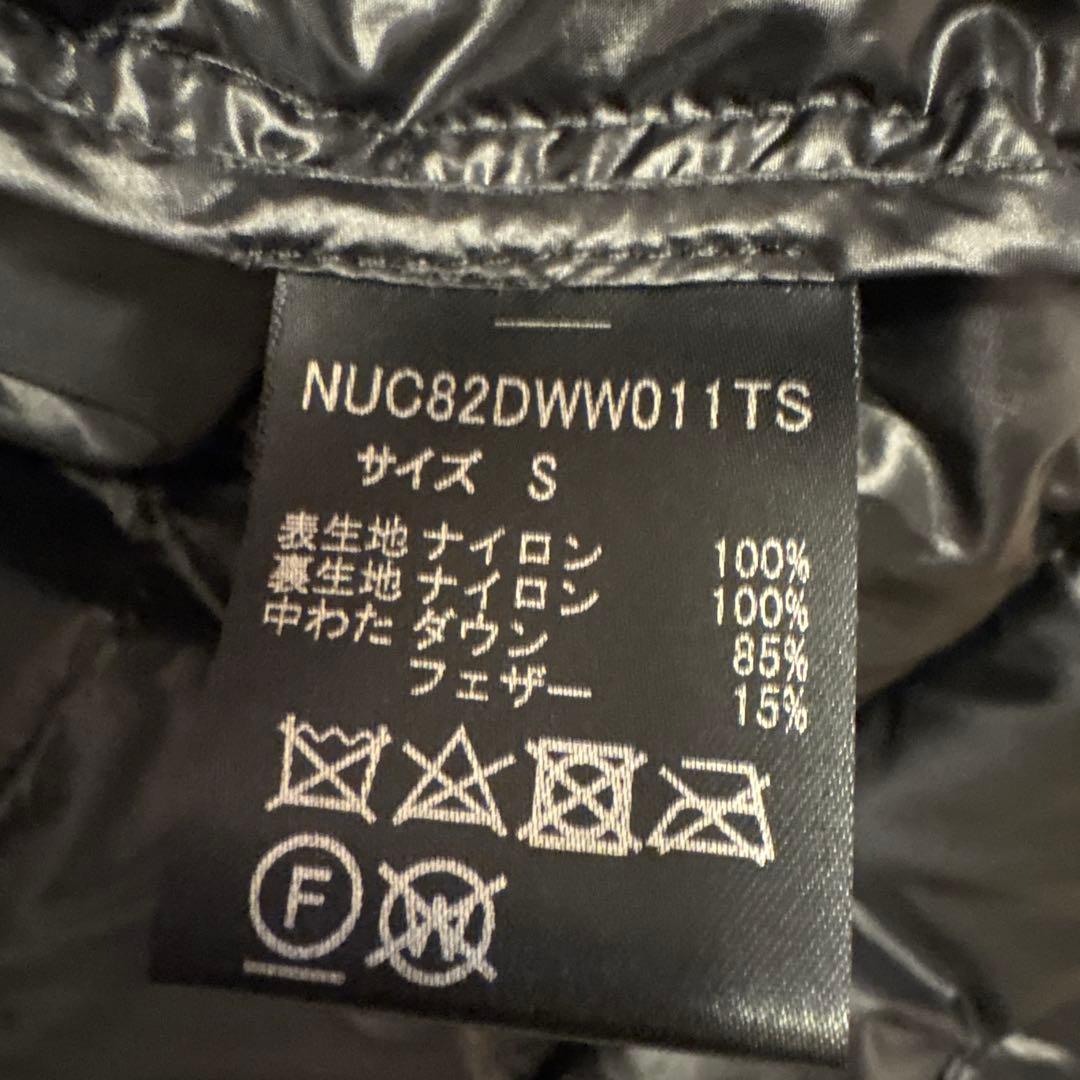 NUC82DWW011TS
サイズ S
表生地 ナイロン 100%
裏生地 ナイロン 100%
中わた ダウン 85%
フェザー 15%
F W